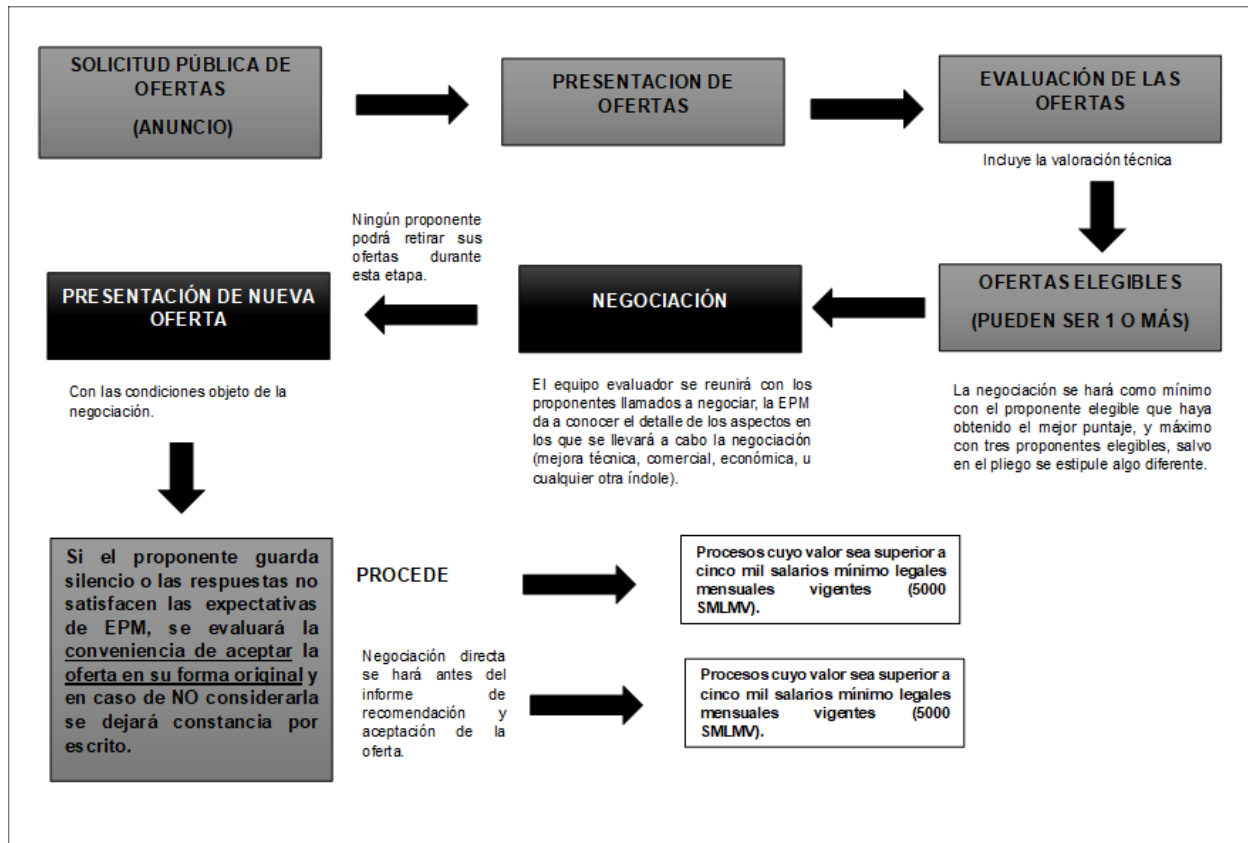 SOLICITUD PÚBLICA DE
OFERTAS
(ANUNCIO)
PRESENTACION DE
OFERTAS
EVALUACIÓN DE LAS
OFERTAS
Incluye la valoración técnica
OFERTAS ELEGIBLES
(PUEDEN SER 1 O MÁS)
La negociación se hará como mínimo
con el proponente elegible que haya
obtenido el mejor puntaje, y máximo
con tres proponentes elegibles, salvo
en el pliego se estipule algo diferente.
NEGOCIACIÓN
El equipo evaluador se reunirá con los
proponentes llamados a negociar, la EPM
da a conocer el detalle de los aspectos en
los que se llevará a cabo la negociación
(mejora técnica, comercial, económica, u
cualquier otra índole).
Ningún proponente
podrá retirar sus
ofertas durante
esta etapa.
PRESENTACIÓN DE NUEVA
OFERTA
Con las condiciones objeto de la
negociación.
Si el proponente guarda
silencio o las respuestas no
satisfacen las expectativas
de EPM, se evaluará la
conveniencia de aceptar la
oferta en su forma original y
en caso de NO considerarla
se dejará constancia por
escrito.
PROCEDE
Procesos cuyo valor sea superior a
cinco mil salarios mínimo legales
mensuales vigentes (5000
SMLMV).
Negociación directa
se hará antes del
informe de
recomendación y
aceptación de la
oferta.
Procesos cuyo valor sea superior a
cinco mil salarios mínimo legales
mensuales vigentes (5000
SMLMV).